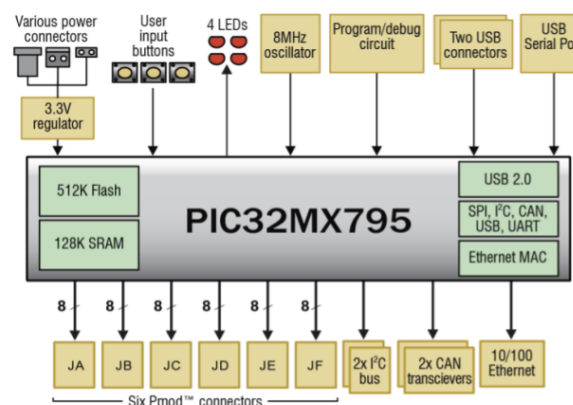 Various power
connectors
User
input
buttons
4 LEDs
8MHz
oscillator
Program/debug
circuit
Two USB
connectors
USB
Serial Po
3.3V
regulator
512K Flash
128K SRAM
PIC32MX795
USB 2.0
SPI, I²C, CAN,
USB, UART
Ethernet MAC
8
8
8
8
8
8
JA
JB
JC
JD
JE
JF
2x I²C
bus
2x CAN
transcievers
10/100
Ethernet
Six Pmod™ connectors